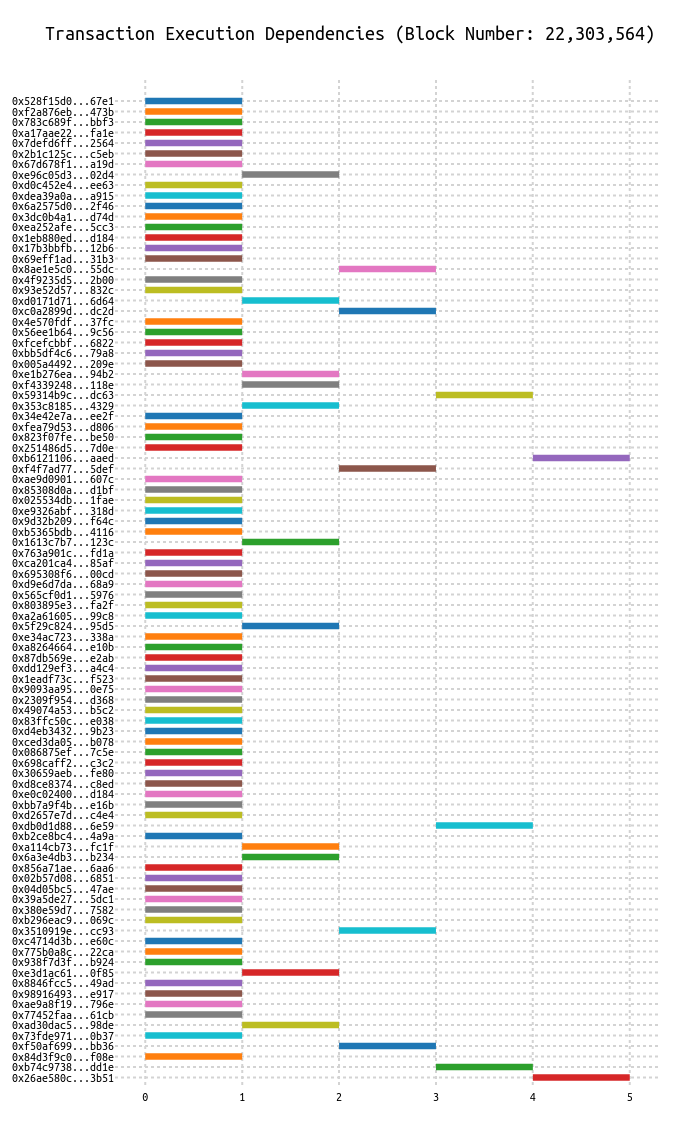 Transaction Execution Dependencies (Block Number: 22,303,564)
0x528f15d0...67e1
0xf2a876eb...473b
0x783c689f...bbf3
0xa17aae22...fa1e
0x7defd6ff...2564
0x2b1c125c...c5eb
0x67d678f1...a19d
0xe96c05d3...02d4
0xd0c452e4...ee63
0xdea39a0a...a915
0x6a2575d0...2f46
0x3dc0b4a1...d74d
0xea252afe...5cc3
0x1eb880ed...d184
0x17b3bbfb...12b6
0x69eff1ad...31b3
0x8ae1e5c0...55dc
0x4f9235d5...2b00
0x93e52d57...832c
0xd0171d71...6d64
0xc0a2899d...dc2d
0x4e570fdf...37fc
0x56ee1b64...9c56
0xfcefcbbf...6822
0xbb5df4c6...79a8
0x005a4492...209e
0xe1b276ea...94b2
0xf4339248...118e
0x59314b9c...dc63
0x353c8185...4329
0x34e42e7a...ee2f
0xfea79d53...d806
0x823f07fe...be50
0x251486d5...7d0e
0xb6121106...aaed
0xf4f7ad77...5def
0xae9d0901...607c
0x85308d0a...d1bf
0x025534db...1fae
0xe9326abf...318d
0x9d32b209...f64c
0xb5365bdb...4116
0x1613c7b7...123c
0x763a901c...fd1a
0xca201ca4...85af
0x695308f6...00cd
0xd9e6d7da...68a9
0x565cf0d1...5976
0x803895e3...fa2f
0xa2a61605...99c8
0x5f29c824...95d5
0xe34ac723...338a
0xa8264664...e10b
0x87db569e...e2ab
0xdd129ef3...a4c4
0x1eadf73c...f523
0x9093aa95...0e75
0x2309f954...d368
0x49074a53...b5c2
0x83ffc50c...e038
0xd4eb3432...9b23
0xced3da05...b078
0x086875ef...7c5e
0x698caff2...c3c2
0x30659aeb...fe80
0xd8ce8374...c8ed
0xe0c02400...d184
0xbb7a9f4b...e16b
0xd2657e7d...c4e4
0xdb0d1d88...6e59
0xb2ce8bc4...4a9a
0xa114cb73...fc1f
0x6a3e4db3...b234
0x856a71ae...6aa6
0x02b57d08...6851
0x04d05bc5...47ae
0x39a5de27...5dc1
0x380e59d7...7582
0xb296eac9...069c
0x3510919e...cc93
0xc4714d3b...e60c
0x775b0a8c...22ca
0x938f7d3f...b924
0xe3d1ac61...0f85
0x8846fcc5...49ad
0x98916493...e917
0xae9a8f19...796e
0x77452faa...61cb
0xad30dac5...98de
0x73fde971...0b37
0xf50af699...bb36
0x84d3f9c0...f08e
0xb74c9738...dd1e
0x26ae580c...3b51
0 1 2 3 4 5